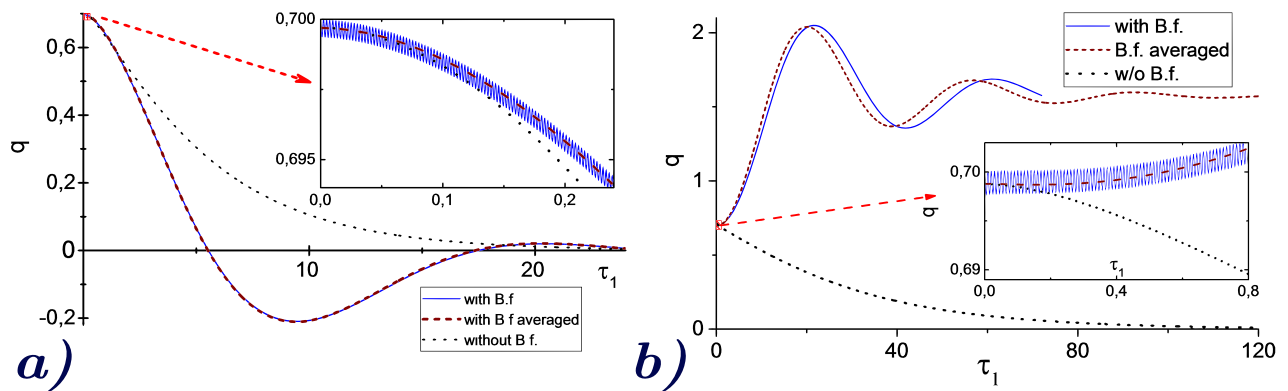 0,6
0,4
0,2
0
-0,2
q
10
20
τ1
0,700
0,695
0,0
0,1
0,2
with B.f
with B f averaged
without B f.
a)
2
1
0
q
0
40
80
120
τ1
with B.f.
B.f. averaged
w/o B.f.
0,70
0,69
q
τ1
0,0
0,4
0,8
b)